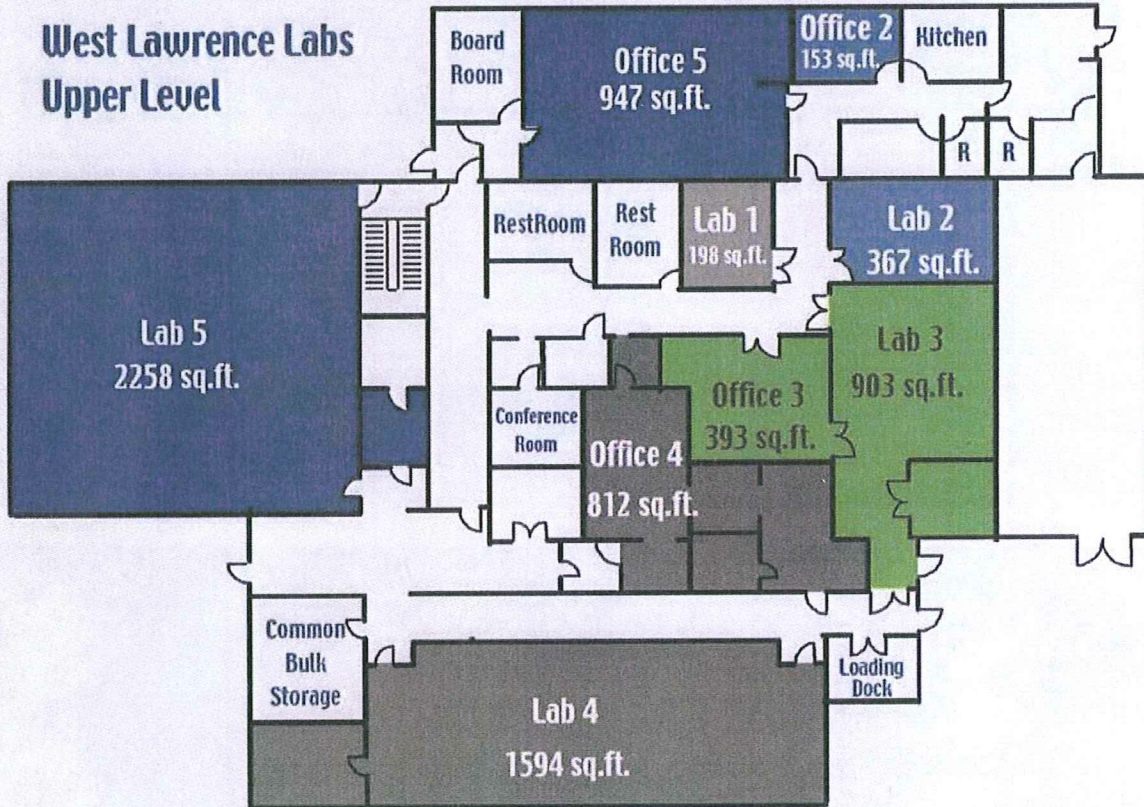 West Lawrence Labs
Upper Level
Board
Room
Office 5
947 sq.ft.
Office 2
153 sq.ft.
Kitchen
R
R
RestRoom
Rest
Room
Lab 1
198 sq.ft.
Lab 2
367 sq.ft.
Lab 5
2258 sq.ft.
Lab 3
903 sq.ft.
Office 3
393 sq.ft.
Conference
Room
Office 4
812 sq.ft.
Common
Bulk
Storage
Loading
Dock
Lab 4
1594 sq.ft.